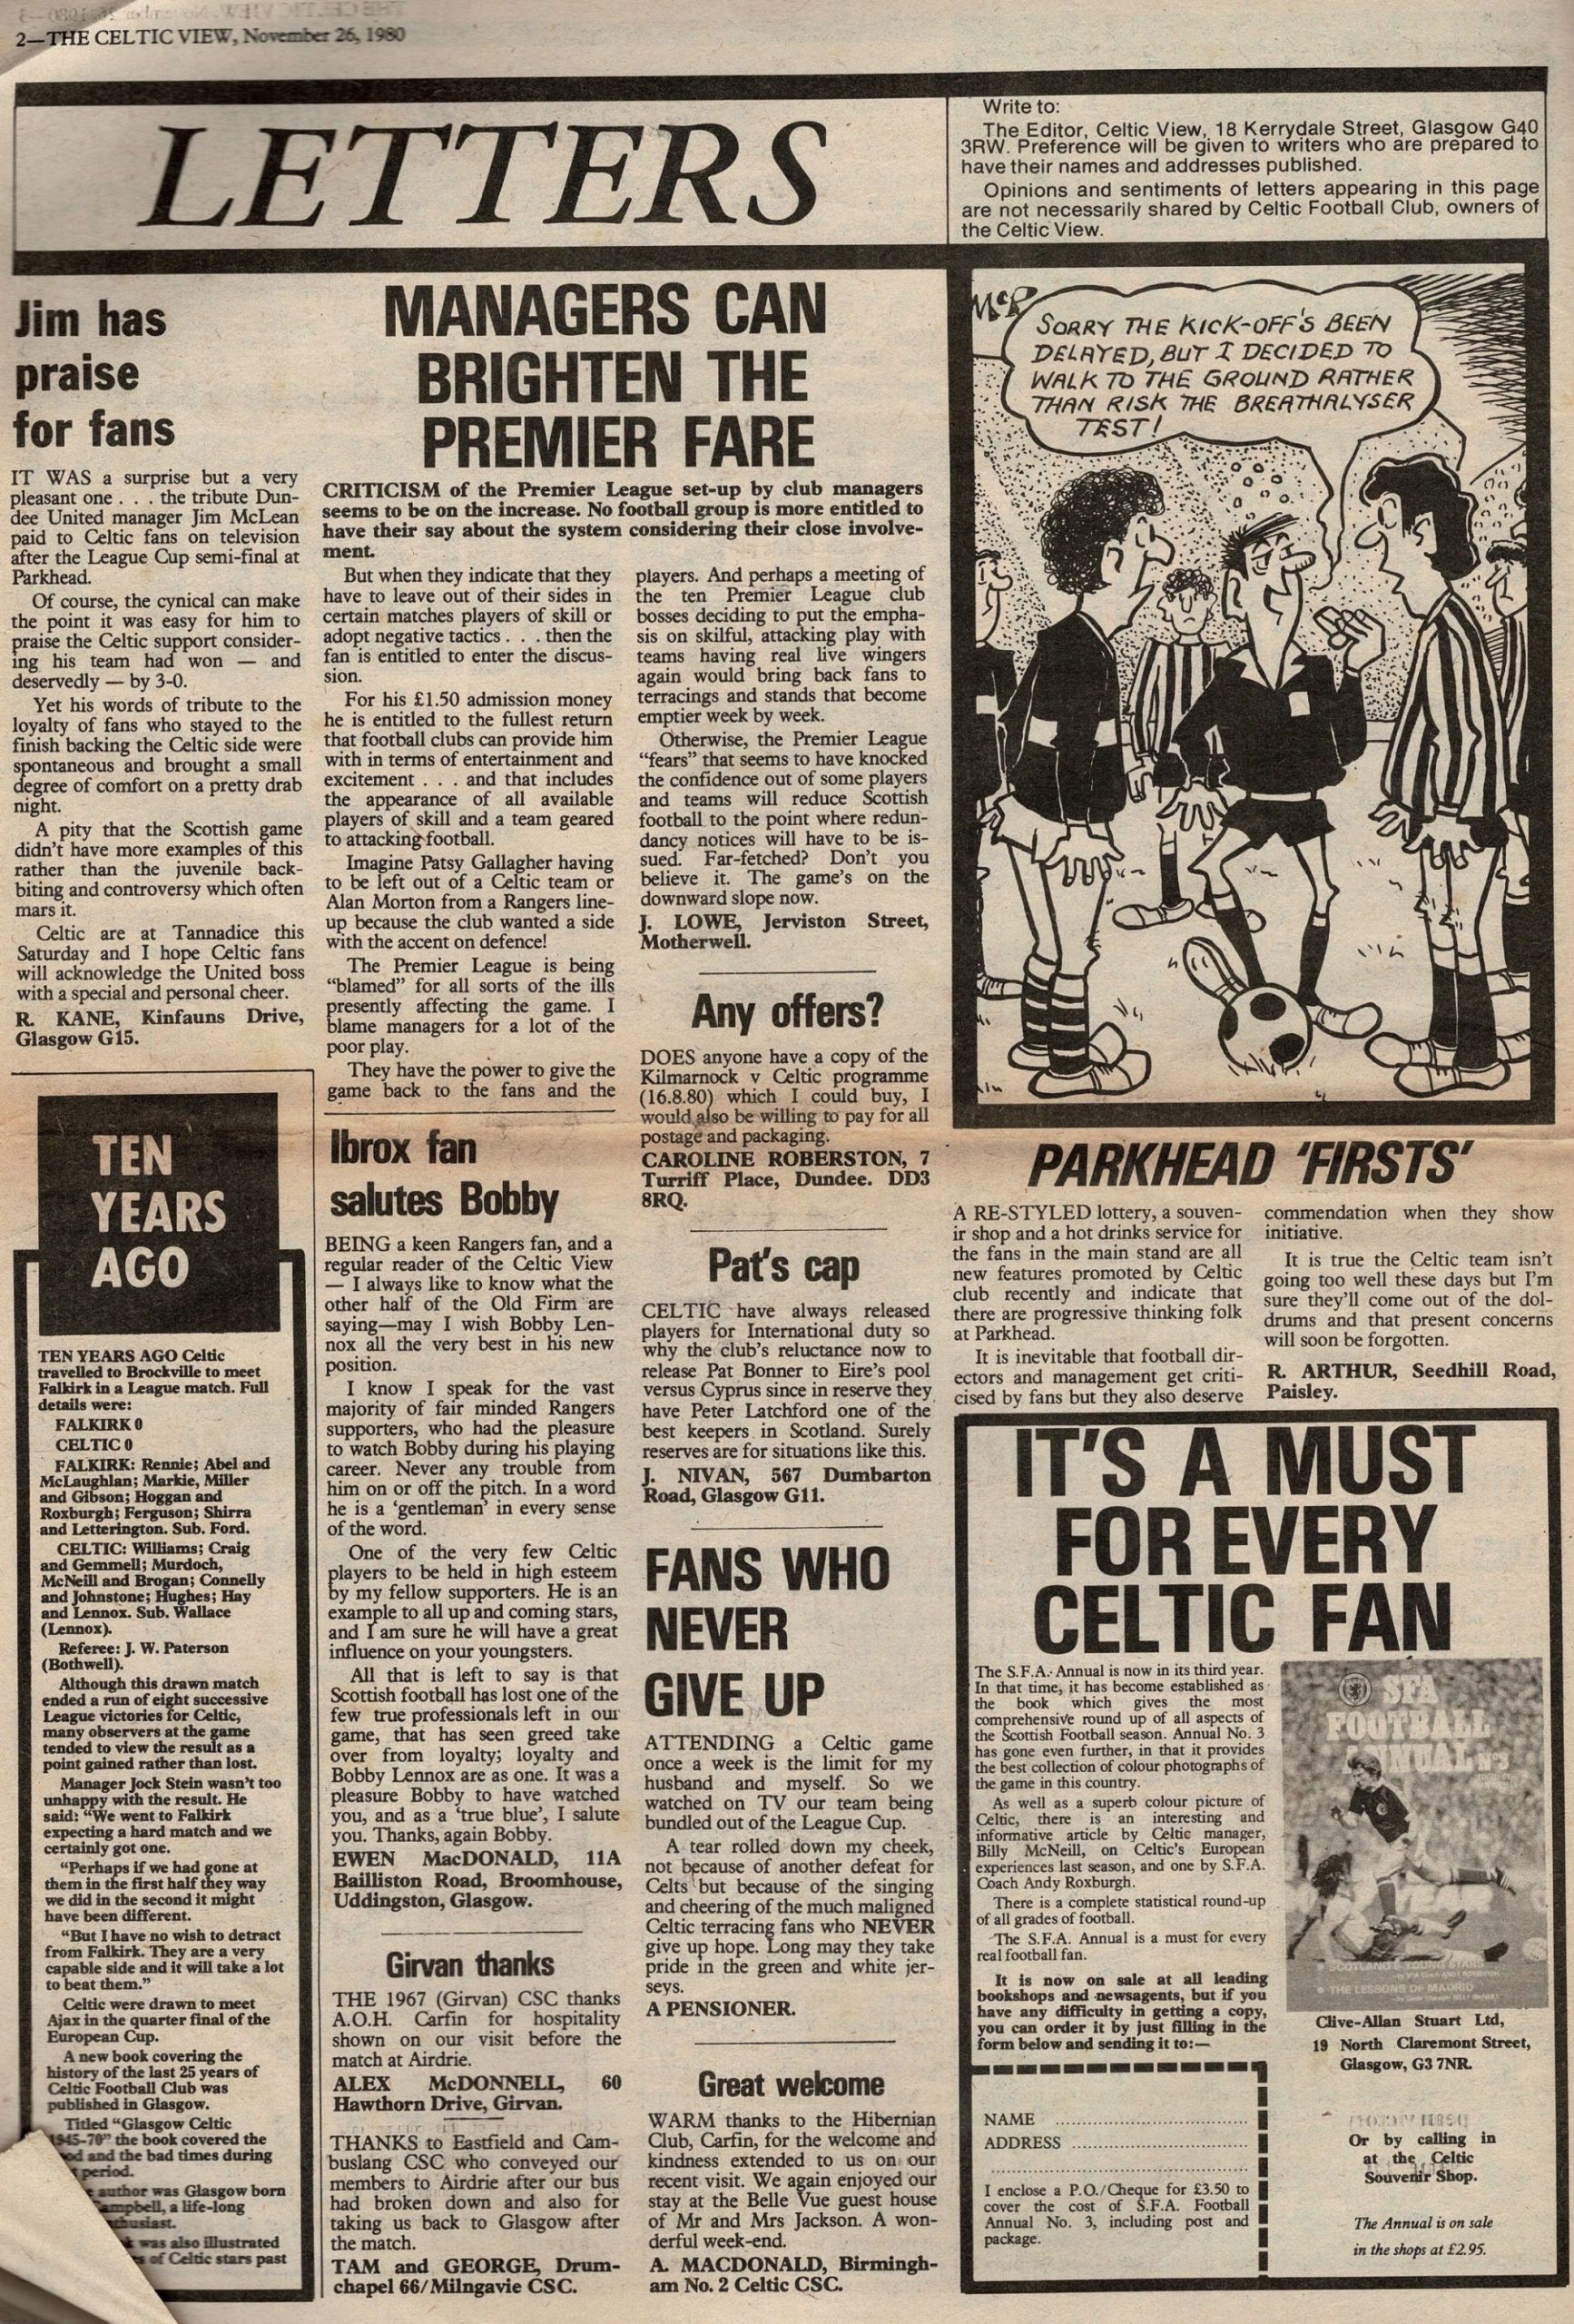 2—THE CELTIC VIEW, November 26, 1980
LETTERS
Write to:
The Editor, Celtic View, 18 Kerrydale Street, Glasgow G40
3RW. Preference will be given to writers who are prepared to
have their names and addresses published.
Opinions and sentiments of letters appearing in this page
are not necessarily shared by Celtic Football Club, owners of
the Celtic View.
Jim has
praise
for fans
IT WAS a surprise but a very
pleasant one . . . the tribute Dun-
dee United manager Jim McLean
paid to Celtic fans on television
after the League Cup semi-final at
Parkhead.
Of course, the cynical can make
the point it was easy for him to
praise the Celtic support consider-
ing his team had won — and
deservedly — by 3-0.
Yet his words of tribute to the
loyalty of fans who stayed to the
finish backing the Celtic side were
spontaneous and brought a small
degree of comfort on a pretty drab
night.
A pity that the Scottish game
didn't have more examples of this
rather than the juvenile back-
biting and controversy which often
mars it.
Celtic are at Tannadice this
Saturday and I hope Celtic fans
will acknowledge the United boss
with a special and personal cheer.
R. KANE, Kinfauns Drive,
Glasgow G15.
TEN
YEARS
AGO
TEN YEARS AGO Celtic
travelled to Brockville to meet
Falkirk in a League match. Full
details were:
FALKIRK 0
CELTIC 0
FALKIRK: Rennie; Abel and
McLaughlan; Markie, Miller
and Gibson; Hoggan and
Roxburgh; Ferguson; Shirra
and Letterington. Sub. Ford.
CELTIC: Williams; Craig
and Gemmell; Murdoch,
McNeill and Brogan; Connelly
and Johnstone; Hughes; Hay
and Lennox. Sub. Wallace
(Lennox).
Referee: J. W. Paterson
(Bothwell).
Although this drawn match
ended a run of eight successive
League victories for Celtic,
many observers at the game
tended to view the result as a
point gained rather than lost.
Manager Jock Stein wasn't too
unhappy with the result. He
said: "We went to Falkirk
expecting a hard match and we
certainly got one.
"Perhaps if we had gone at
them in the first half they way
we did in the second it might
have been different.
"But I have no wish to detract
from Falkirk. They are a very
capable side and it will take a lot
to beat them."
Celtic were drawn to meet
Ajax in the quarter final of the
European Cup.
A new book covering the
history of the last 25 years of
Celtic Football Club was
published in Glasgow.
Titled "Glasgow Celtic
1945-70" the book covered the
and the bad times during
period.
author was Glasgow born
Campbell, a life-long
was also illustrated
of Celtic stars past
MANAGERS CAN
BRIGHTEN THE
PREMIER FARE
CRITICISM of the Premier League set-up by club managers
seems to be on the increase. No football group is more entitled to
have their say about the system considering their close involve-
ment.
But when they indicate that they
have to leave out of their sides in
certain matches players of skill or
adopt negative tactics . . . then the
fan is entitled to enter the discus-
sion.
For his £1.50 admission money
he is entitled to the fullest return
that football clubs can provide him
with in terms of entertainment and
excitement . . . and that includes
the appearance of all available
players of skill and a team geared
to attacking football.
Imagine Patsy Gallagher having
to be left out of a Celtic team or
Alan Morton from a Rangers line-
up because the club wanted a side
with the accent on defence!
The Premier League is being
"blamed" for all sorts of the ills
presently affecting the game. I
blame managers for a lot of the
poor play.
They have the power to give the
game back to the fans and the
players. And perhaps a meeting of
the ten Premier League club
bosses deciding to put the empha-
sis on skilful, attacking play with
teams having real live wingers
again would bring back fans to
terracings and stands that become
emptier week by week.
Otherwise, the Premier League
"fears" that seems to have knocked
the confidence out of some players
and teams will reduce Scottish
football to the point where redun-
dancy notices will have to be is-
sued. Far-fetched? Don't you
believe it. The game's on the
downward slope now.
J. LOWE, Jerviston Street,
Motherwell.
Ibrox fan
salutes Bobby
BEING a keen Rangers fan, and a
regular reader of the Celtic View
— I always like to know what the
other half of the Old Firm are
saying—may I wish Bobby Len-
nox all the very best in his new
position.
I know I speak for the vast
majority of fair minded Rangers
supporters, who had the pleasure
to watch Bobby during his playing
career. Never any trouble from
him on or off the pitch. In a word
he is a 'gentleman' in every sense
of the word.
One of the very few Celtic
players to be held in high esteem
by my fellow supporters. He is an
example to all up and coming stars,
and I am sure he will have a great
influence on your youngsters.
All that is left to say is that
Scottish football has lost one of the
few true professionals left in our
game, that has seen greed take
over from loyalty; loyalty and
Bobby Lennox are as one. It was a
pleasure Bobby to have watched
you, and as a 'true blue', I salute
you. Thanks, again Bobby.
EWEN MacDONALD, 11A
Bailliston Road, Broomhouse,
Uddingston, Glasgow.
Girvan thanks
THE 1967 (Girvan) CSC thanks
A.O.H. Carfin for hospitality
shown on our visit before the
match at Airdrie.
ALEX McDONNELL, 60
Hawthorn Drive, Girvan.
THANKS to Eastfield and Cam-
buslang CSC who conveyed our
members to Airdrie after our bus
had broken down and also for
taking us back to Glasgow after
the match.
TAM and GEORGE, Drum-
chapel 66/Milngavie CSC.
Any offers?
DOES anyone have a copy of the
Kilmarnock v Celtic programme
(16.8.80) which I could buy, I
would also be willing to pay for all
postage and packaging.
CAROLINE ROBERSTON, 7
Turriff Place, Dundee. DD3
8RQ.
Pat's cap
CELTIC have always released
players for International duty so
why the club's reluctance now to
release Pat Bonner to Eire's pool
versus Cyprus since in reserve they
have Peter Latchford one of the
best keepers in Scotland. Surely
reserves are for situations like this.
J. NIVAN, 567 Dumbarton
Road, Glasgow G11.
FANS WHO
NEVER
GIVE UP
ATTENDING a Celtic game
once a week is the limit for my
husband and myself. So we
watched on TV our team being
bundled out of the League Cup.
A tear rolled down my cheek,
not because of another defeat for
Celts but because of the singing
and cheering of the much maligned
Celtic terracing fans who NEVER
give up hope. Long may they take
pride in the green and white jer-
seys.
A PENSIONER.
Great welcome
WARM thanks to the Hibernian
Club, Carfin, for the welcome and
kindness extended to us on our
recent visit. We again enjoyed our
stay at the Belle Vue guest house
of Mr and Mrs Jackson. A won-
derful week-end.
A. MACDONALD, Birmingh-
am No. 2 Celtic CSC.
McP
SORRY THE KICK-OFF'S BEEN
DELAYED, BUT I DECIDED TO
WALK TO THE GROUND RATHER
THAN RISK THE BREATHALYSER
TEST!
PARKHEAD 'FIRSTS'
A RE-STYLED lottery, a souven-
ir shop and a hot drinks service for
the fans in the main stand are all
new features promoted by Celtic
club recently and indicate that
there are progressive thinking folk
at Parkhead.
It is inevitable that football dir-
ectors and management get criti-
cised by fans but they also deserve
commendation when they show
initiative.
It is true the Celtic team isn't
going too well these days but I'm
sure they'll come out of the dol-
drums and that present concerns
will soon be forgotten.
R. ARTHUR, Seedhill Road,
Paisley.
IT'S A MUST
FOR EVERY
CELTIC FAN
The S.F.A. Annual is now in its third year.
In that time, it has become established as
the book which gives the most
comprehensive round up of all aspects of
the Scottish Football season. Annual No. 3
has gone even further, in that it provides
the best collection of colour photographs of
the game in this country.
As well as a superb colour picture of
Celtic, there is an interesting and
informative article by Celtic manager,
Billy McNeill, on Celtic's European
experiences last season, and one by S.F.A.
Coach Andy Roxburgh.
There is a complete statistical round-up
of all grades of football.
The S.F.A. Annual is a must for every
real football fan.
It is now on sale at all leading
bookshops and newsagents, but if you
have any difficulty in getting a copy,
you can order it by just filling in the
form below and sending it to:—
SFA
FOOTBALL
ANNUAL No3
SCOTLAND'S YOUNG STARS
THE LESSONS OF MADRID
Clive-Allan Stuart Ltd,
19 North Claremont Street,
Glasgow, G3 7NR.
NAME
ADDRESS
I enclose a P.O./Cheque for £3.50 to
cover the cost of S.F.A. Football
Annual No. 3, including post and
package.
Or by calling in
at the Celtic
Souvenir Shop.
The Annual is on sale
in the shops at £2.95.